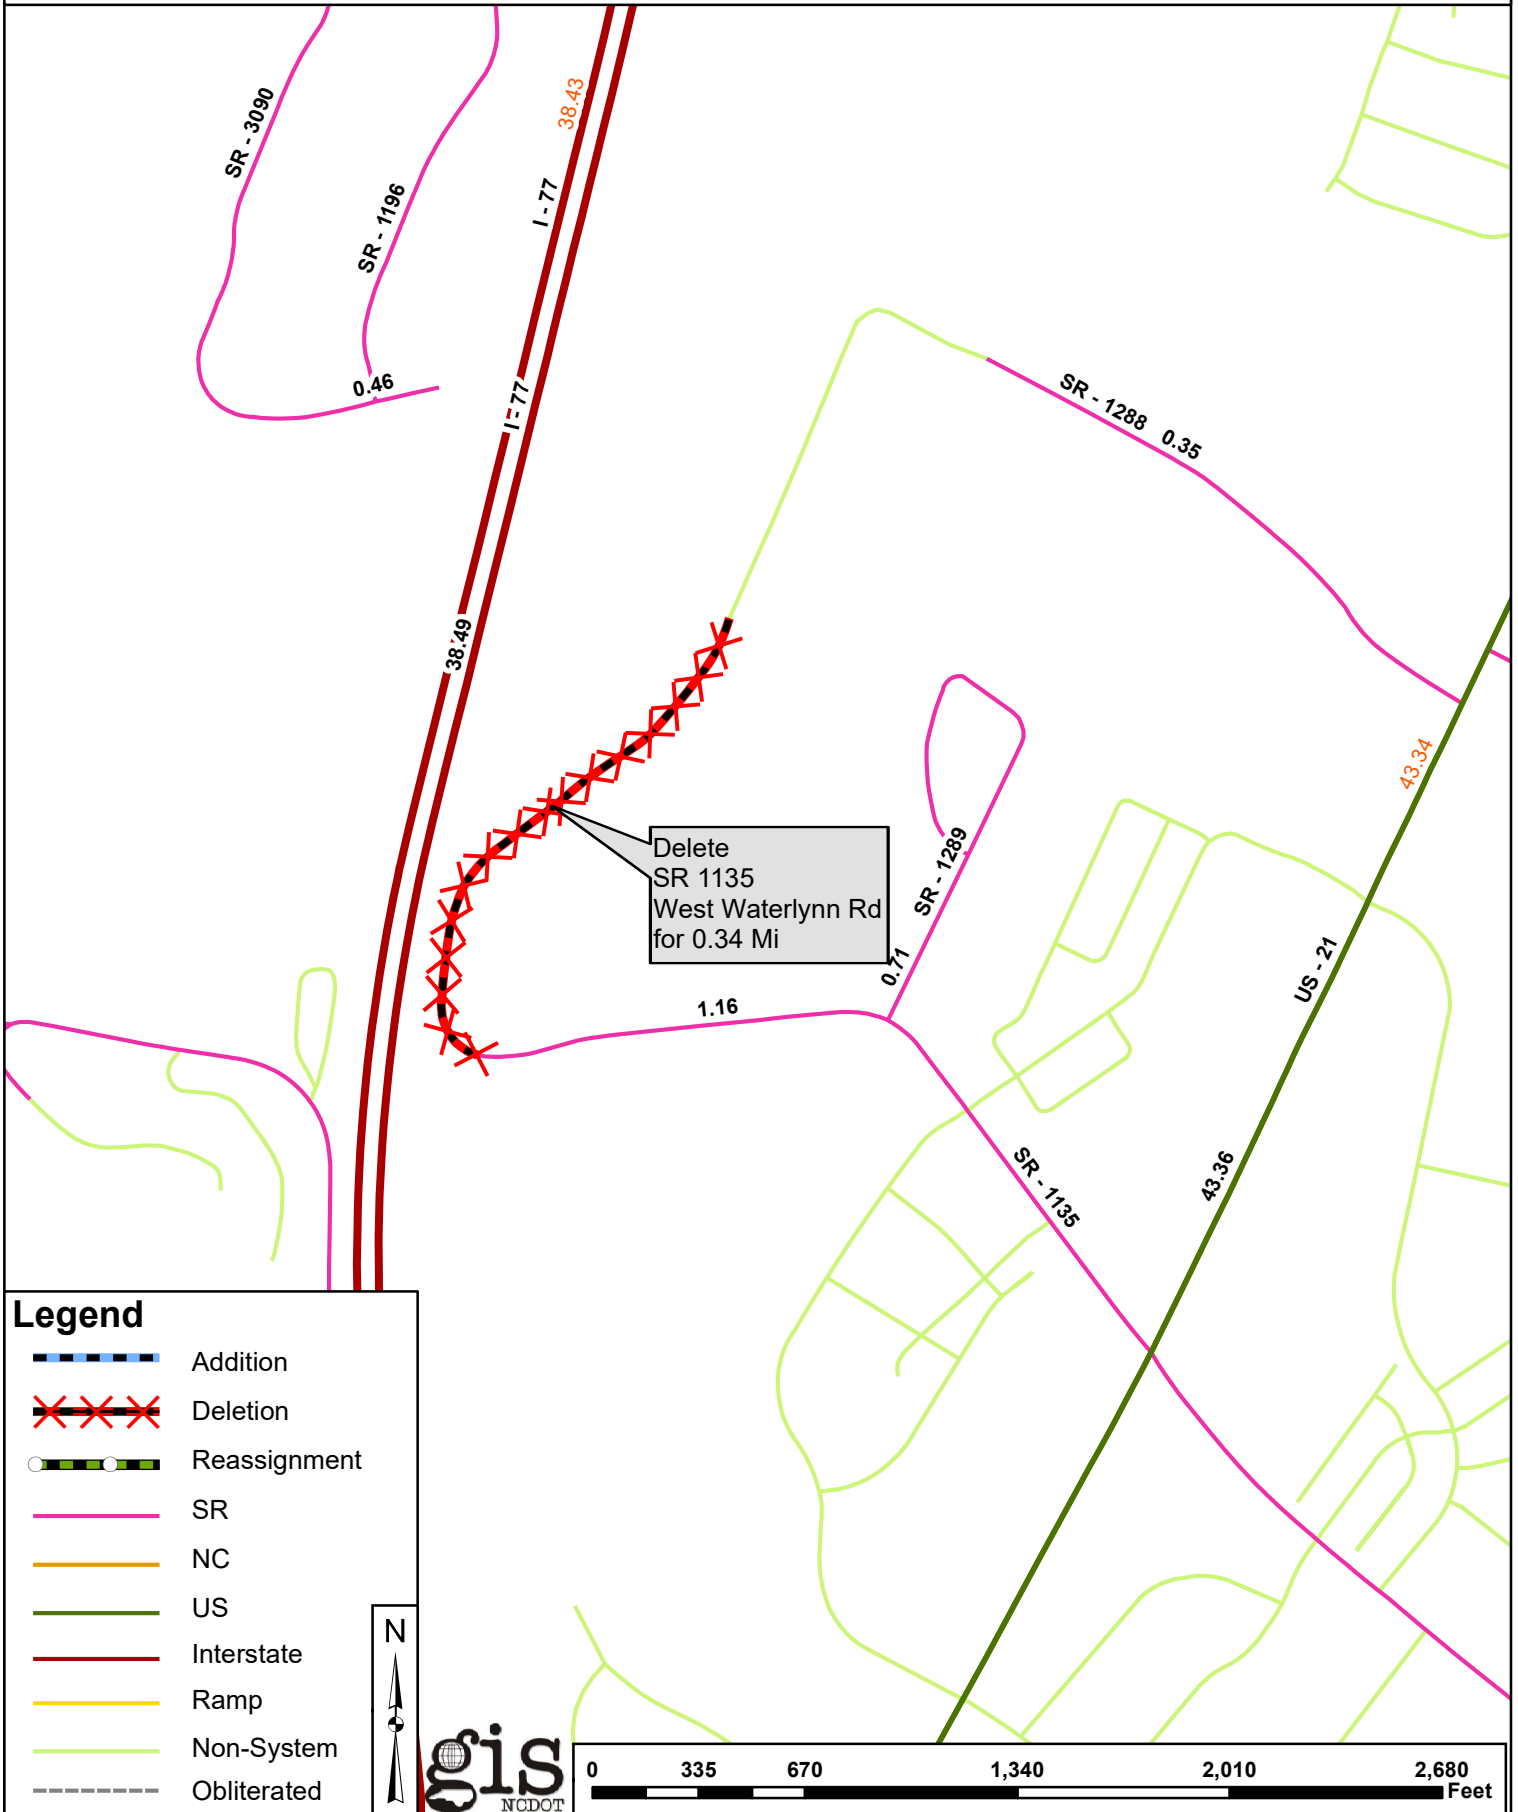 38.43
SR - 3090
I - 77
SR - 1196
0.46
I - 77
SR - 1288 0.35
38.49
43.34
Delete
SR 1135
West Waterlynn Rd
for 0.34 Mi
SR - 1289
0.71
US - 21
1.16
SR - 1135
43.36
Legend
Addition
Deletion
Reassignment
SR
NC
US
Interstate
Ramp
Non-System
Obliterated
N
gis
NCDOT
0 335 670 1,340 2,010 2,680
Feet